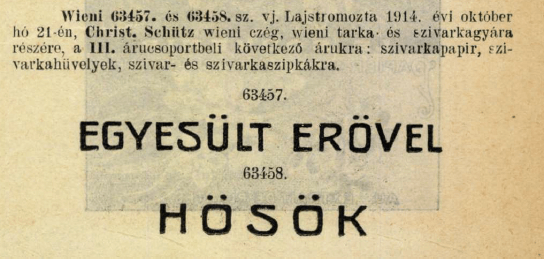 Wieni 63457. és 63458. sz. vj. Lajstromozta 1914. évi október
hó 21-én, Christ. Schütz wieni czég, wieni tarka- és szivarkagyára
részére, a III. árucsoportbeli következő árukra: szivarkapapir, szi-
varkahüvelyek, szivar- és szivarkaszipkákra.
63457.
EGYESÜLT ERÖVEL
63458.
HÖSÖK